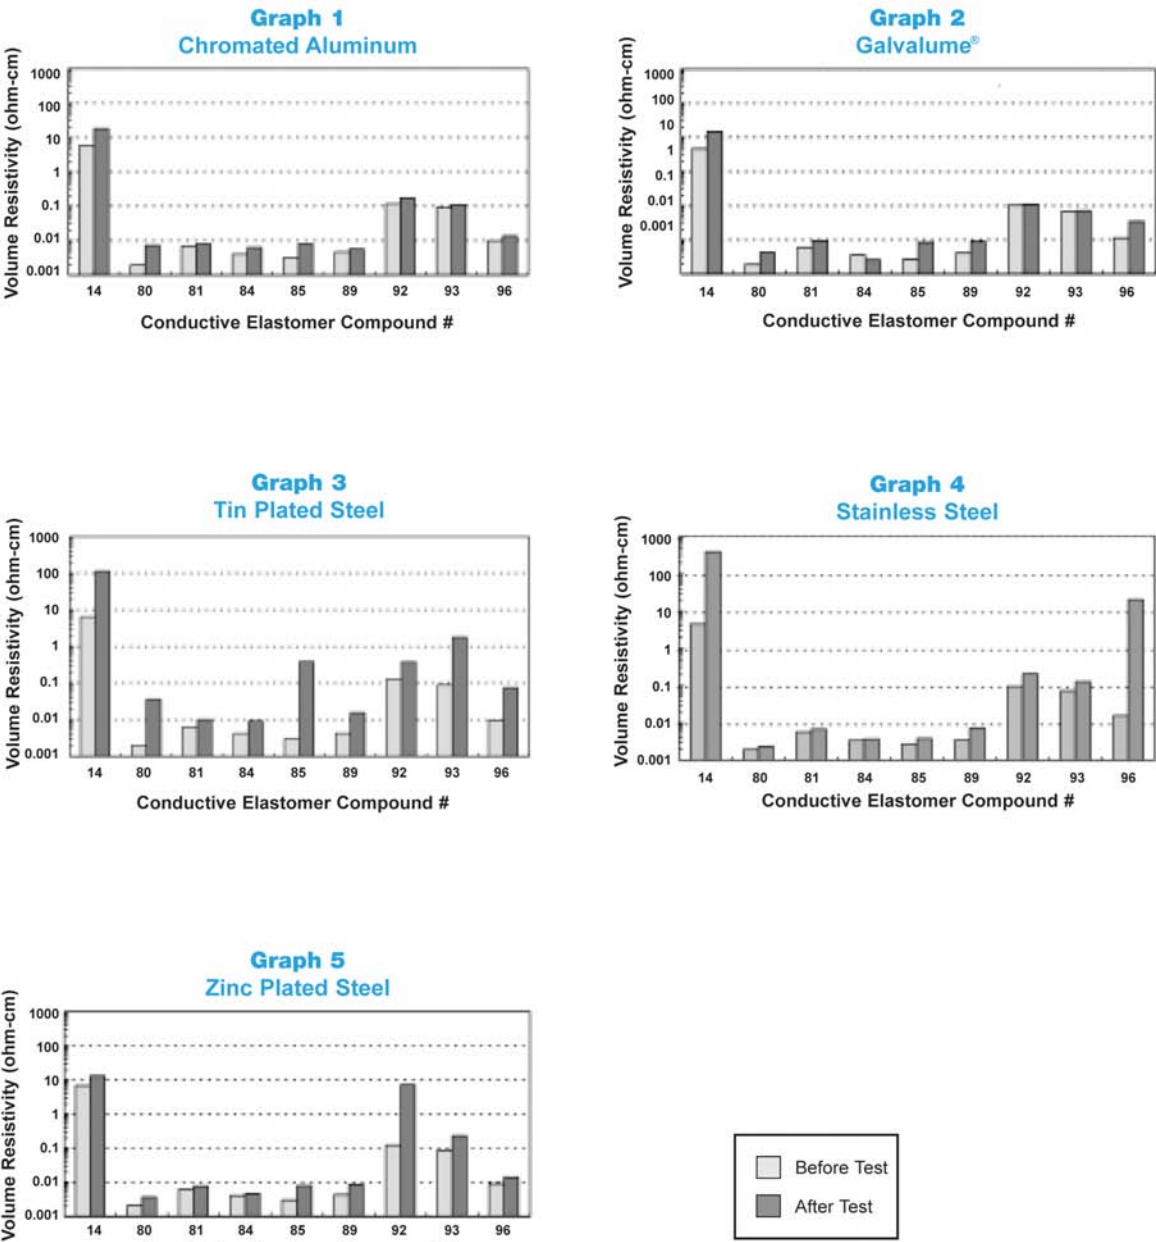 Graph 1
Chromated Aluminum
Volume Resistivity (ohm-cm)
1000
100
10
1
0.1
0.01
0.001
14 80 81 84 85 89 92 93 96
Conductive Elastomer Compound #
Graph 2
Galvalume®
Volume Resistivity (ohm-cm)
1000
100
10
1
0.1
0.01
0.001
14 80 81 84 85 89 92 93 96
Conductive Elastomer Compound #
Graph 3
Tin Plated Steel
Volume Resistivity (ohm-cm)
1000
100
10
1
0.1
0.01
0.001
14 80 81 84 85 89 92 93 96
Conductive Elastomer Compound #
Graph 4
Stainless Steel
Volume Resistivity (ohm-cm)
1000
100
10
1
0.1
0.01
0.001
14 80 81 84 85 89 92 93 96
Conductive Elastomer Compound #
Graph 5
Zinc Plated Steel
Volume Resistivity (ohm-cm)
1000
100
10
1
0.1
0.01
0.001
14 80 81 84 85 89 92 93 96
Before Test
After Test